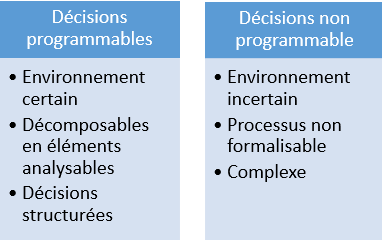 Décisions
programmables
• Environnement
certain
• Décomposables
en éléments
analysables
• Décisions
structurées
Décisions non
programmable
• Environnement
incertain
• Processus non
formalisable
• Complexe